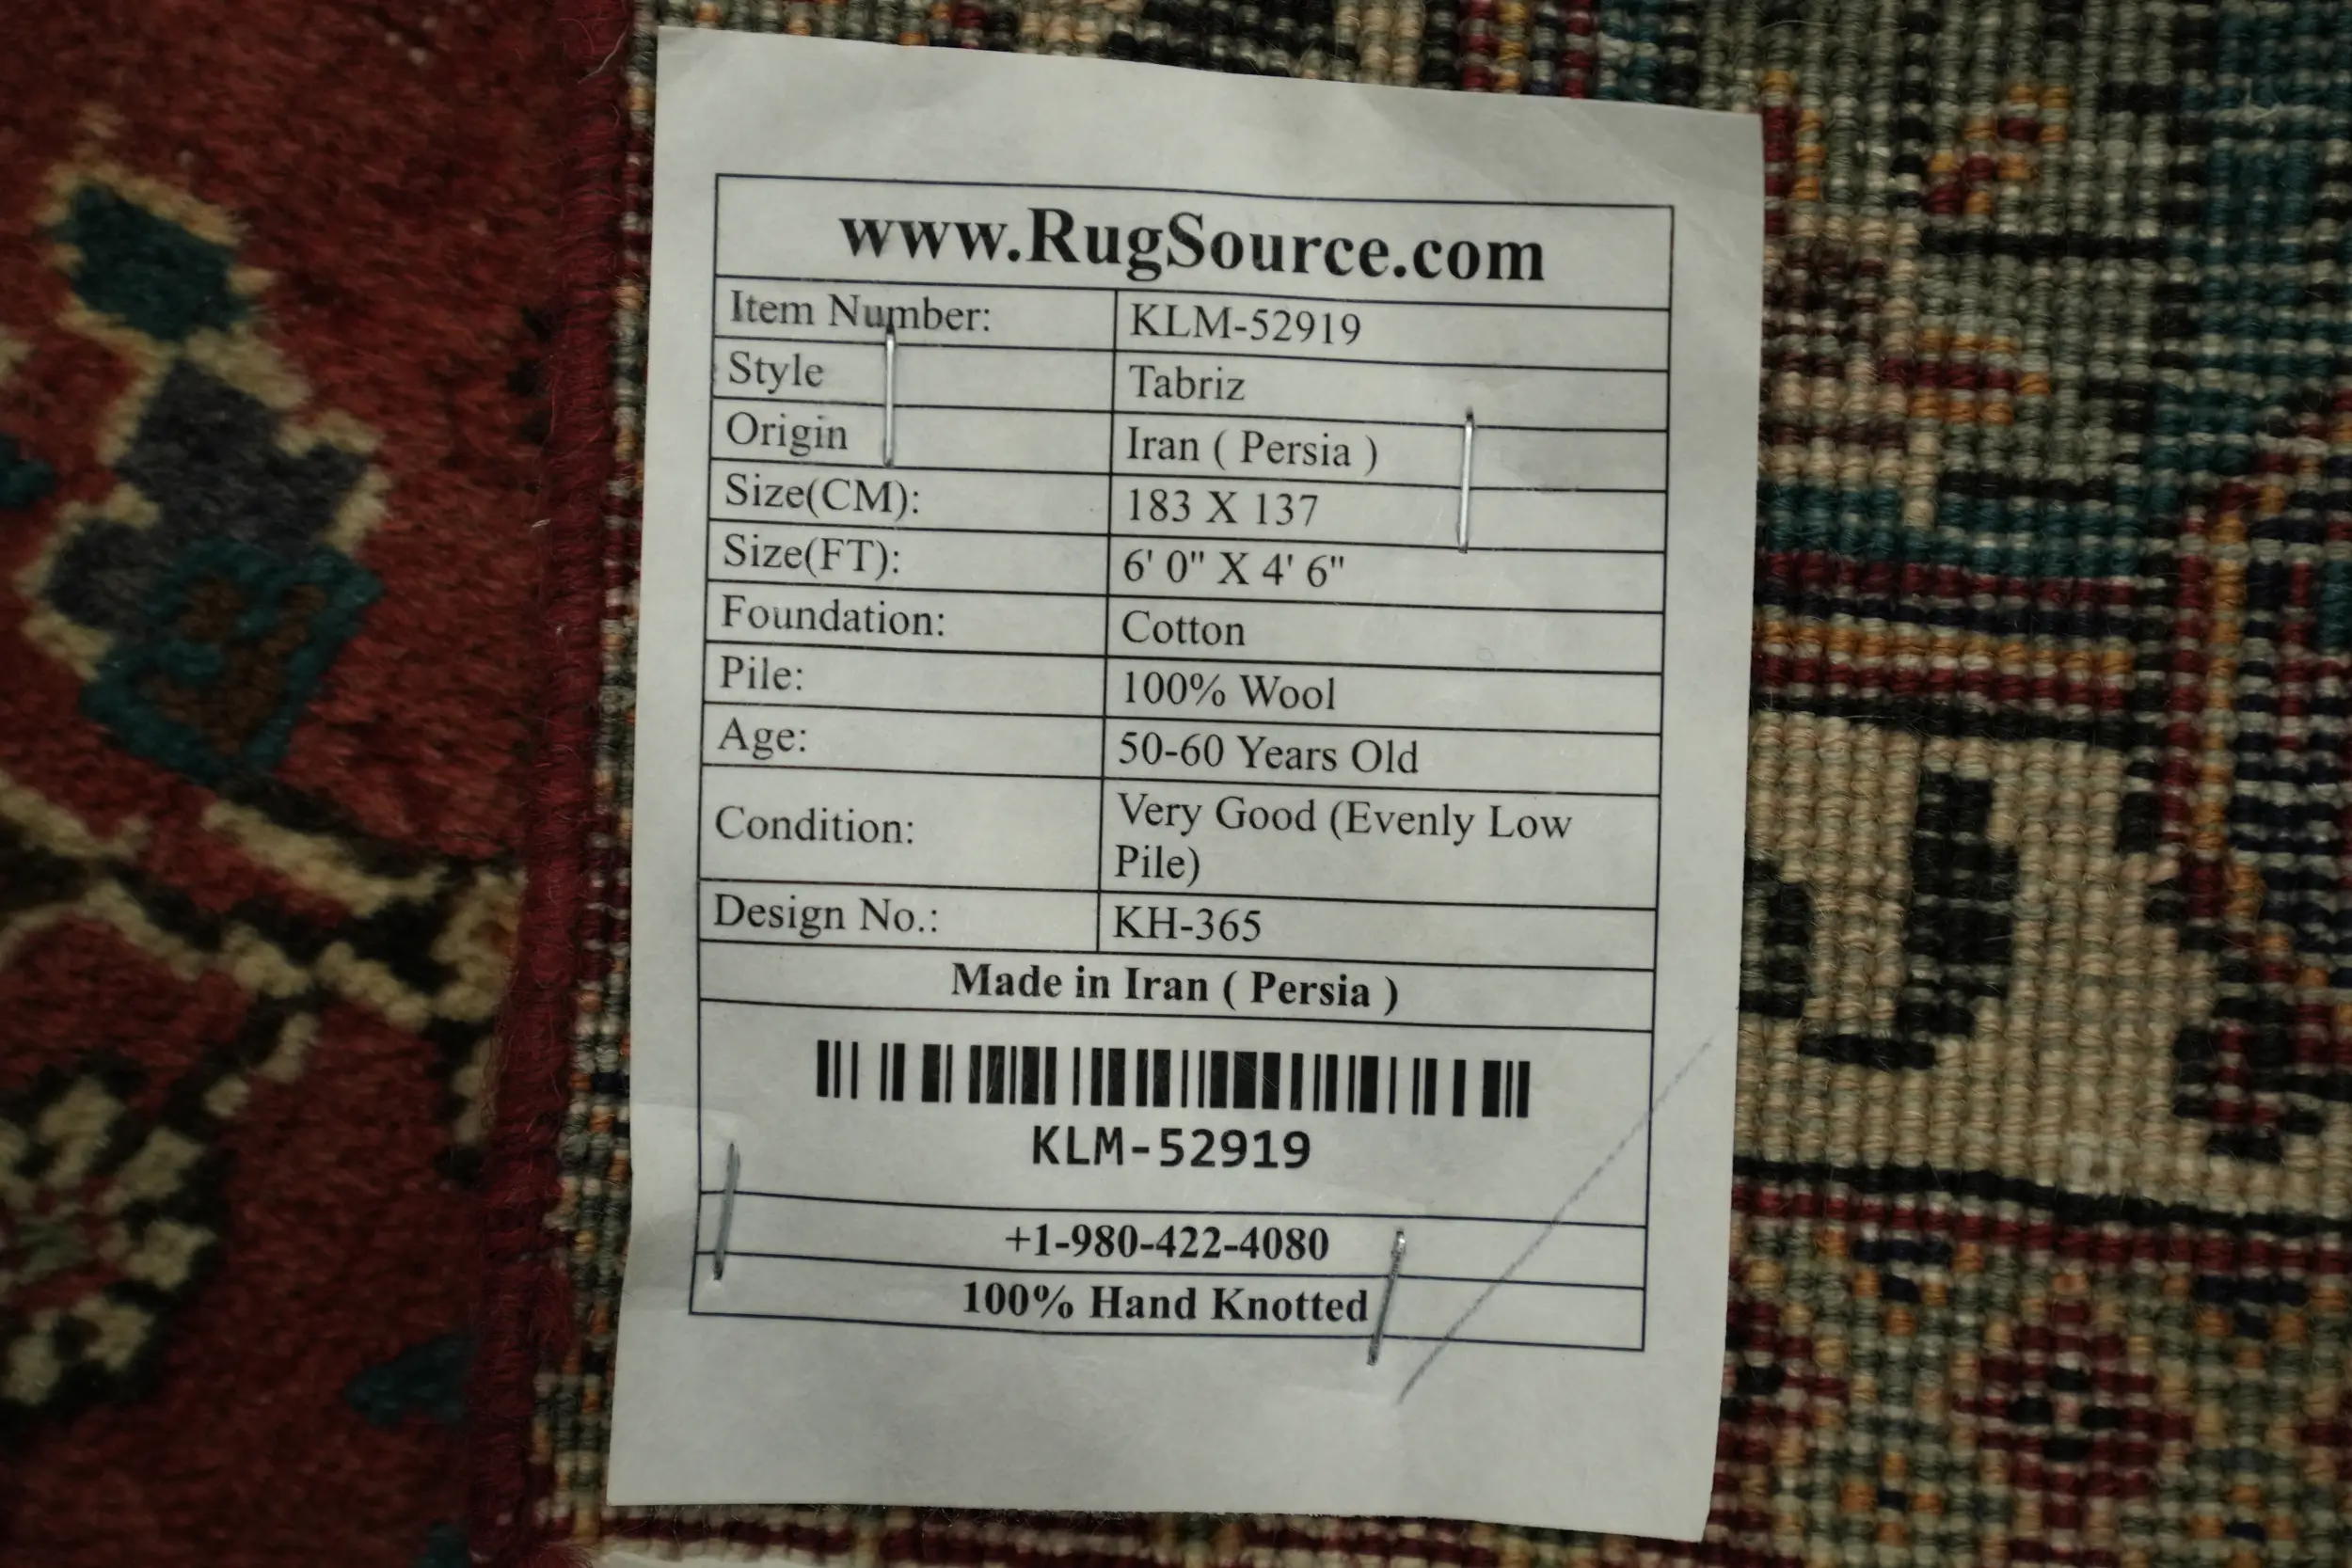 www.RugSource.com
Item Number: KLM-52919
Style Tabriz
Origin Iran ( Persia )
Size(CM): 183 X 137
Size(FT): 6' 0" X 4' 6"
Foundation: Cotton
Pile: 100% Wool
Age: 50-60 Years Old
Condition: Very Good (Evenly Low
Pile)
Design No.: KH-365
Made in Iran ( Persia )
KLM-52919
+1-980-422-4080
100% Hand Knotted